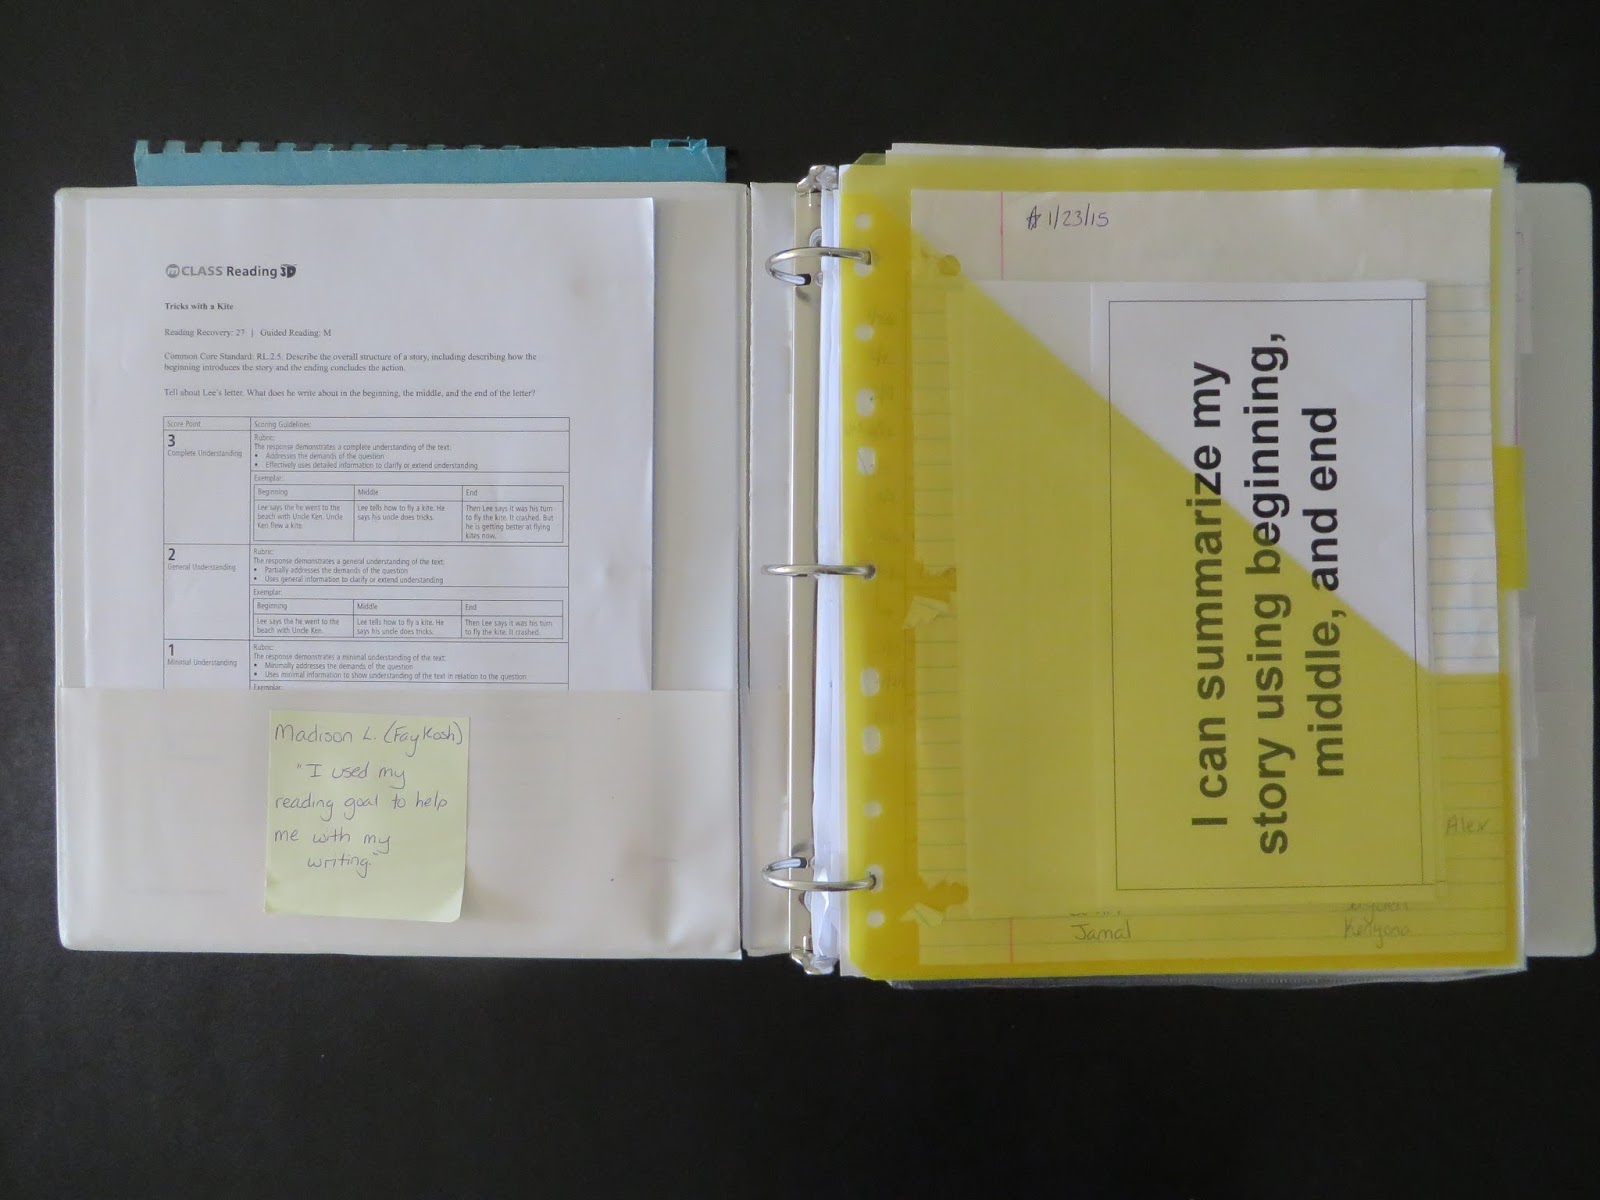 mCLASS Reading 3D
Tricks with a Kite
Reading Recovery: 27 | Guided Reading: M
Common Core Standard: RL.2.5. Describe the overall structure of a story, including describing how the
beginning introduces the story and the ending concludes the action.
Tell about Lee's letter. What does he write about in the beginning, the middle, and the end of the letter?
Score Point
Scoring Guidelines:
3
Complete Understanding
Rubric:
The response demonstrates a complete understanding of the text:
• Addresses the demands of the question
• Effectively uses detailed information to clarify or extend understanding
Exemplar:
Beginning Middle End
Lee says the he went to the
beach with Uncle Ken. Uncle
Ken flew a kite.
Lee tells how to fly a kite. He
says his uncle does tricks.
Then Lee says it was his turn
to fly the kite. It crashed. But
he is getting better at flying
kites now.
2
General Understanding
Rubric:
The response demonstrates a general understanding of the text:
• Partially addresses the demands of the question
• Uses general information to clarify or extend understanding
Exemplar:
Beginning Middle End
Lee says the he went to the
beach with Uncle Ken.
Lee tells how to fly a kite. He
says his uncle does tricks.
Then Lee says it was his turn
to fly the kite. It crashed.
1
Minimal Understanding
Rubric:
The response demonstrates a minimal understanding of the text:
• Minimally addresses the demands of the question
• Uses minimal information to show understanding of the text in relation to the question
Exemplar:
Madison L. (FayKosh)
"I used my
reading goal to help
me with my
writing."
1/23/15
I can summarize my
story using beginning,
middle, and end
Alex
Jamal